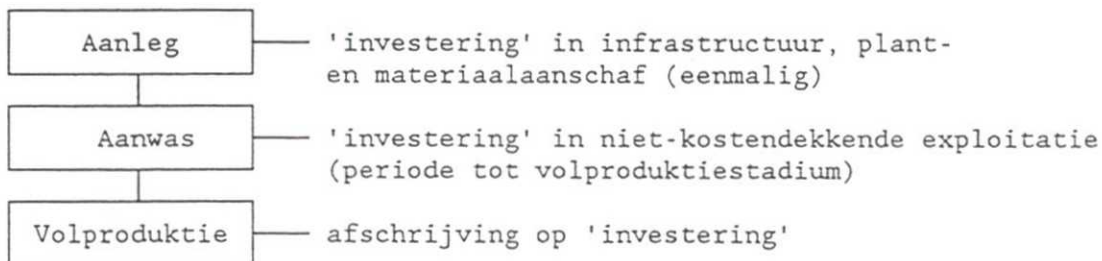 Aanleg
'investering' in infrastructuur, plant-
en materiaalaanschaf (eenmalig)
Aanwas
'investering' in niet-kostendekkende exploitatie
(periode tot volproduktiestadium)
Volproduktie
afschrijving op 'investering'